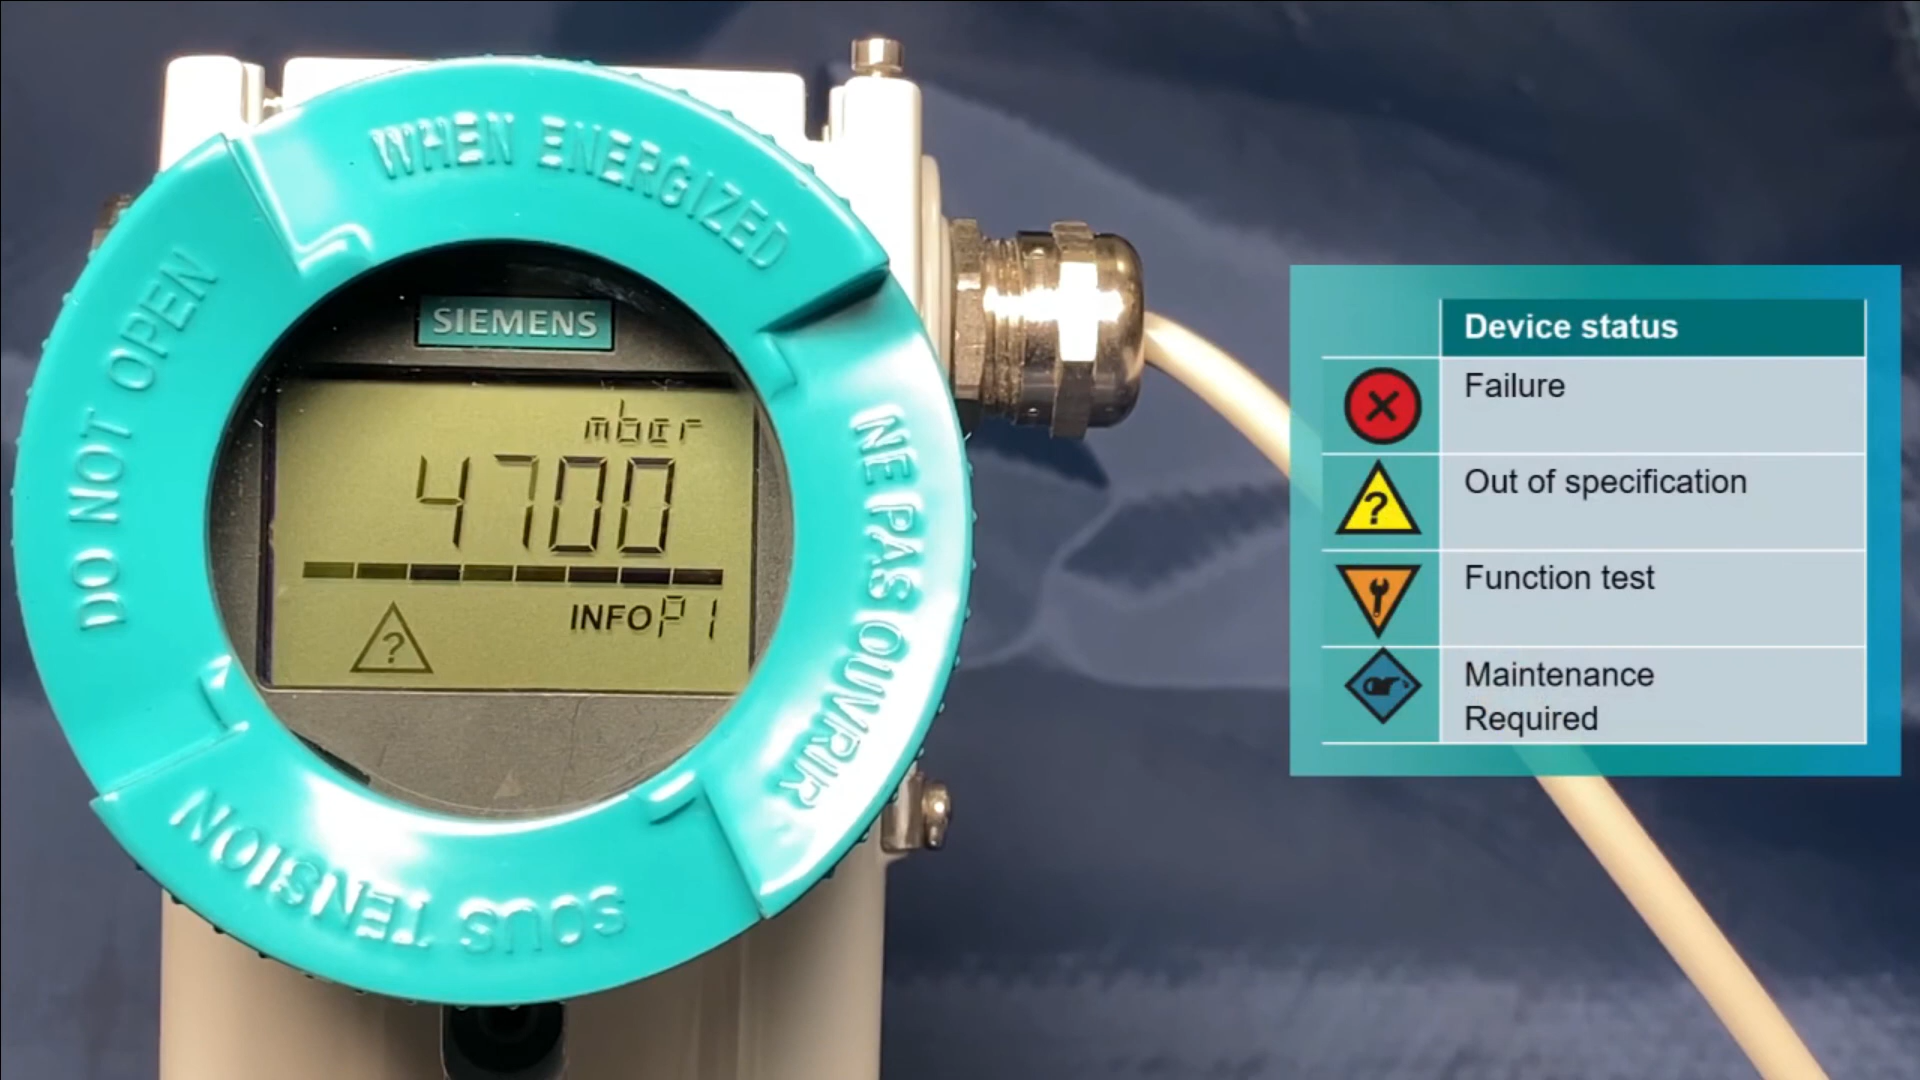 WHEN ENERGIZED
DO NOT OPEN
NE PAS OUVRIR
SOUS TENSION
SIEMENS
mbar
4700
INFO P1
?
Device status
Failure
?
Out of specification
Function test
Maintenance
Required